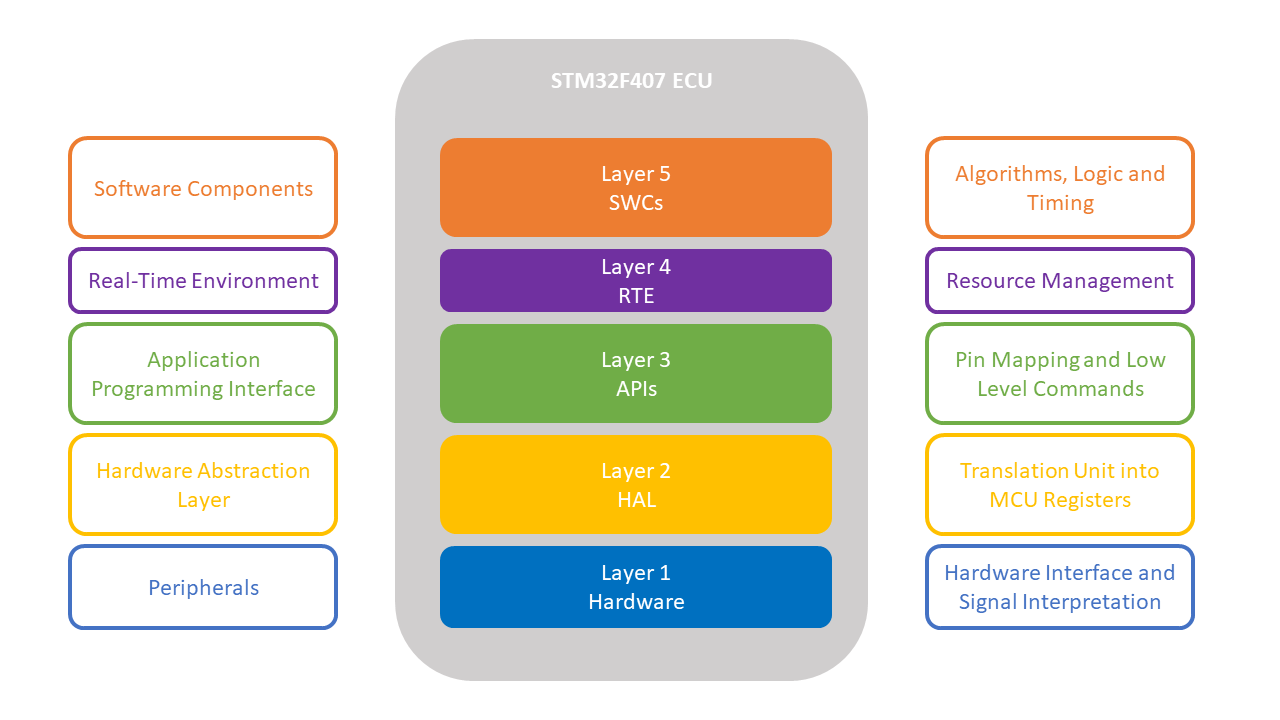 STM32F407 ECU
Software Components
Layer 5
SWCs
Algorithms, Logic and
Timing
Real-Time Environment
Layer 4
RTE
Resource Management
Application
Programming Interface
Layer 3
APIs
Pin Mapping and Low
Level Commands
Hardware Abstraction
Layer
Layer 2
HAL
Translation Unit into
MCU Registers
Peripherals
Layer 1
Hardware
Hardware Interface and
Signal Interpretation